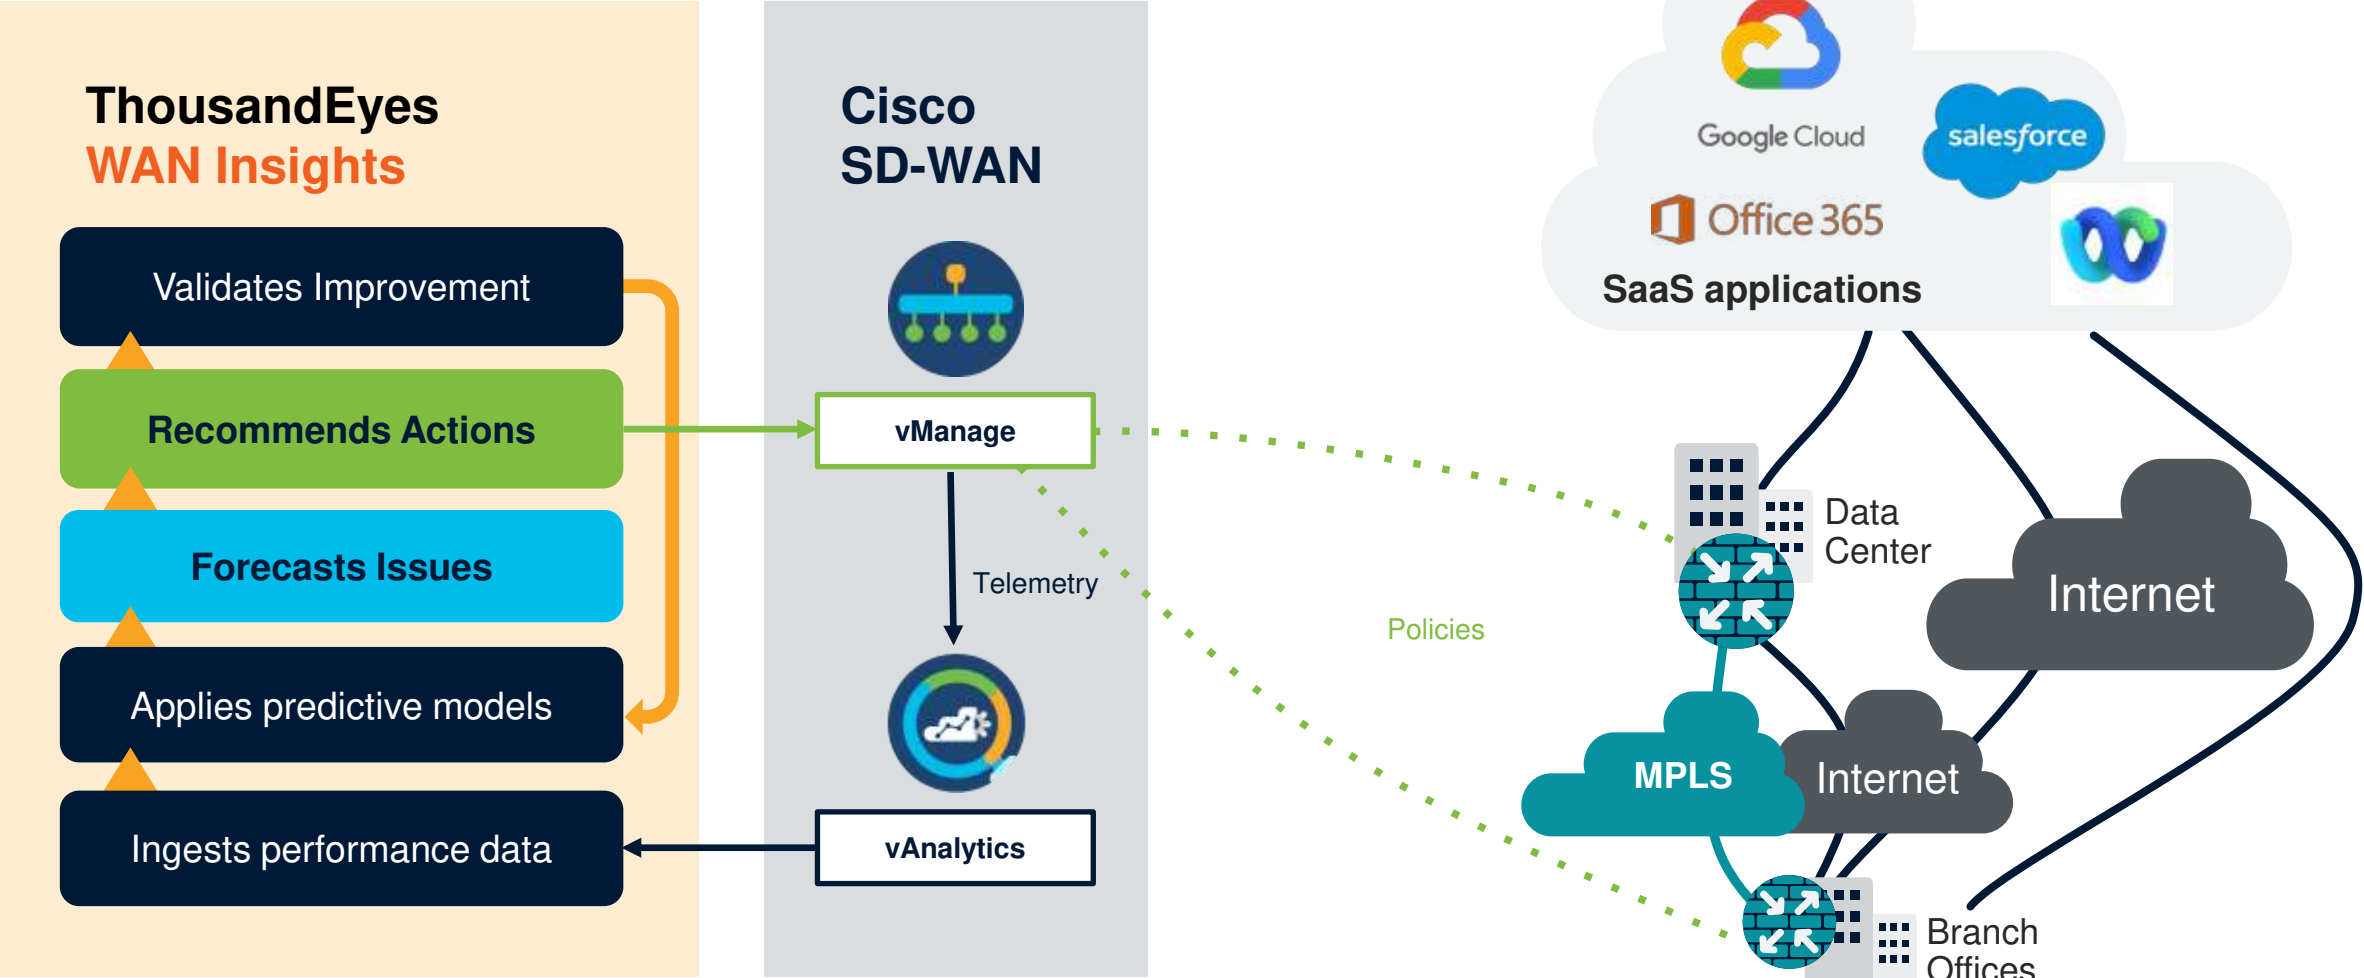 ThousandEyes
WAN Insights
Validates Improvement
Recommends Actions
Forecasts Issues
Applies predictive models
Ingests performance data
Cisco
SD-WAN
vManage
Telemetry
vAnalytics
Policies
Google Cloud
salesforce
Office 365
SaaS applications
Data
Center
Internet
MPLS
Internet
Branch
Offices